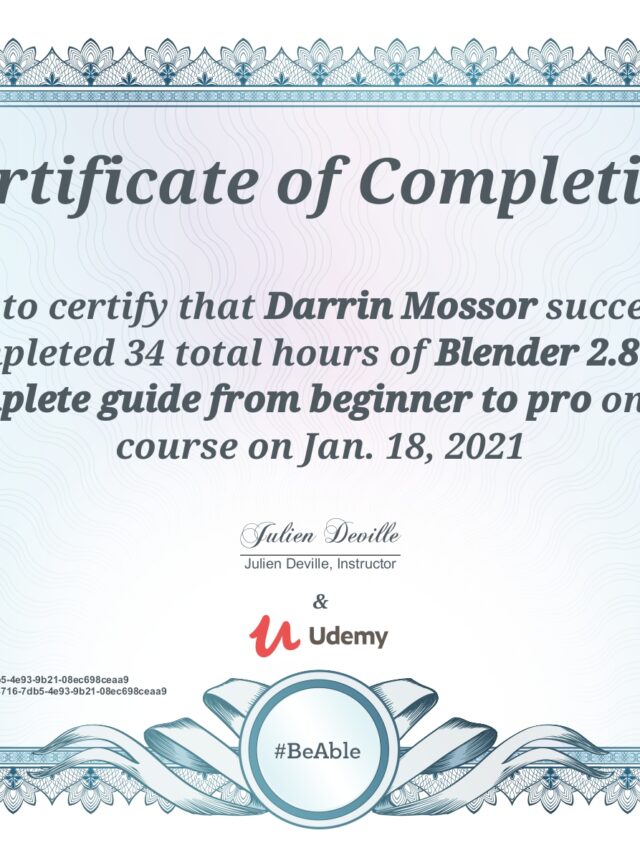 rtificate of Completi
to certify that Darrin Mossor succe
pleted 34 total hours of Blender 2.8
plete guide from beginner to pro on
course on Jan. 18, 2021
Julien Deville
Julien Deville, Instructor
&
Udemy
5-4e93-9b21-08ec698ceaa9
716-7db5-4e93-9b21-08ec698ceaa9
#BeAble